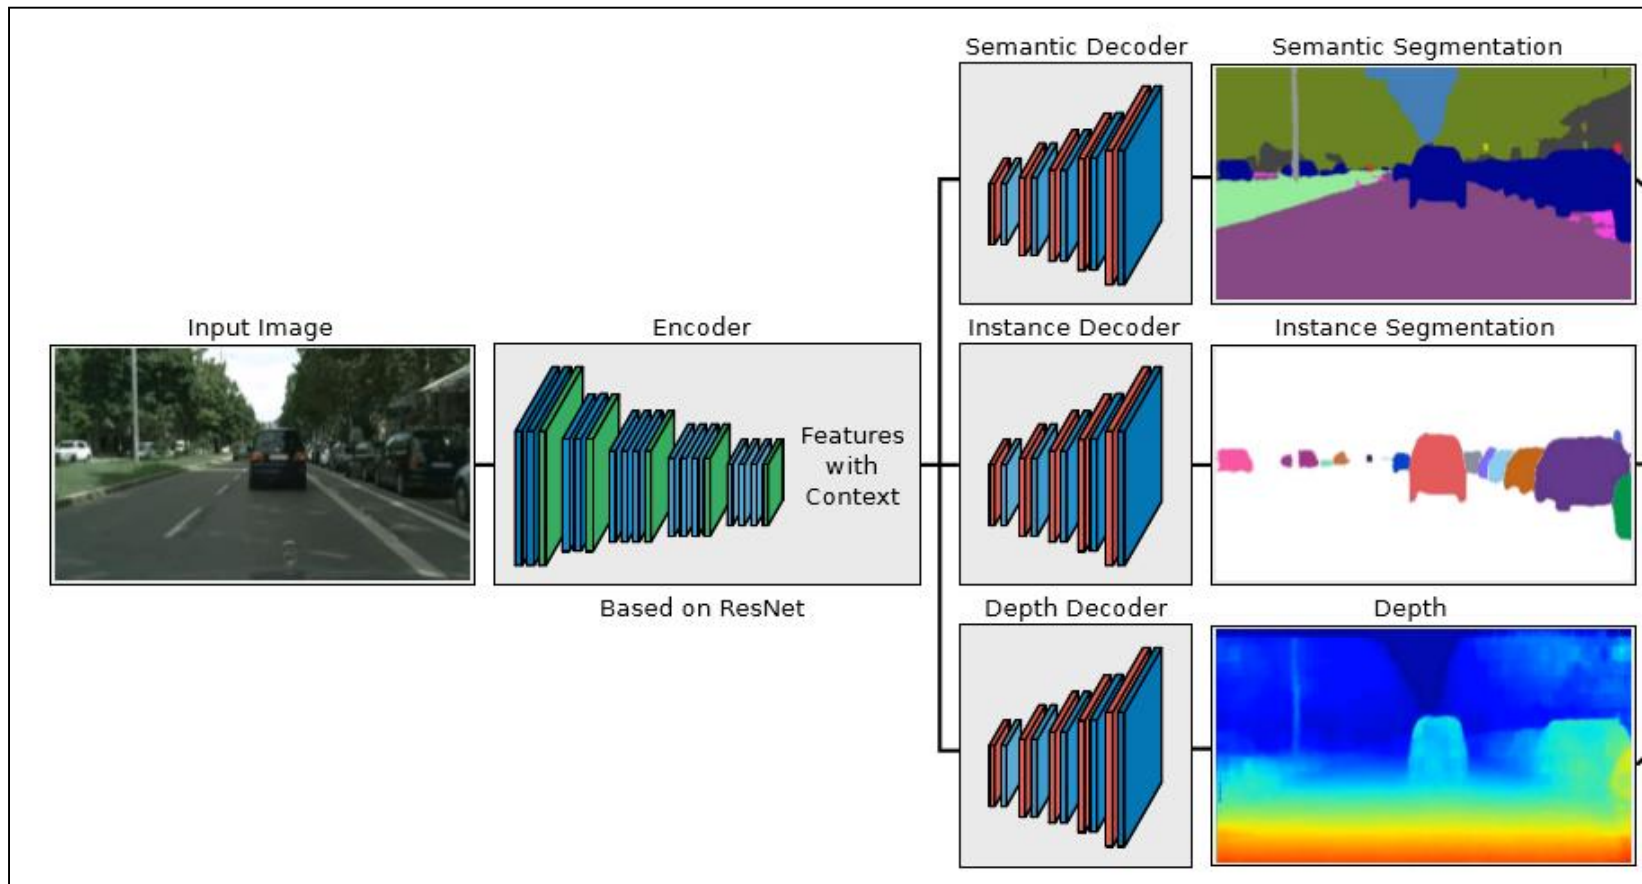 Semantic Decoder
Semantic Segmentation
Input Image
Encoder
Instance Decoder
Instance Segmentation
Features
with
Context
Based on ResNet
Depth Decoder
Depth